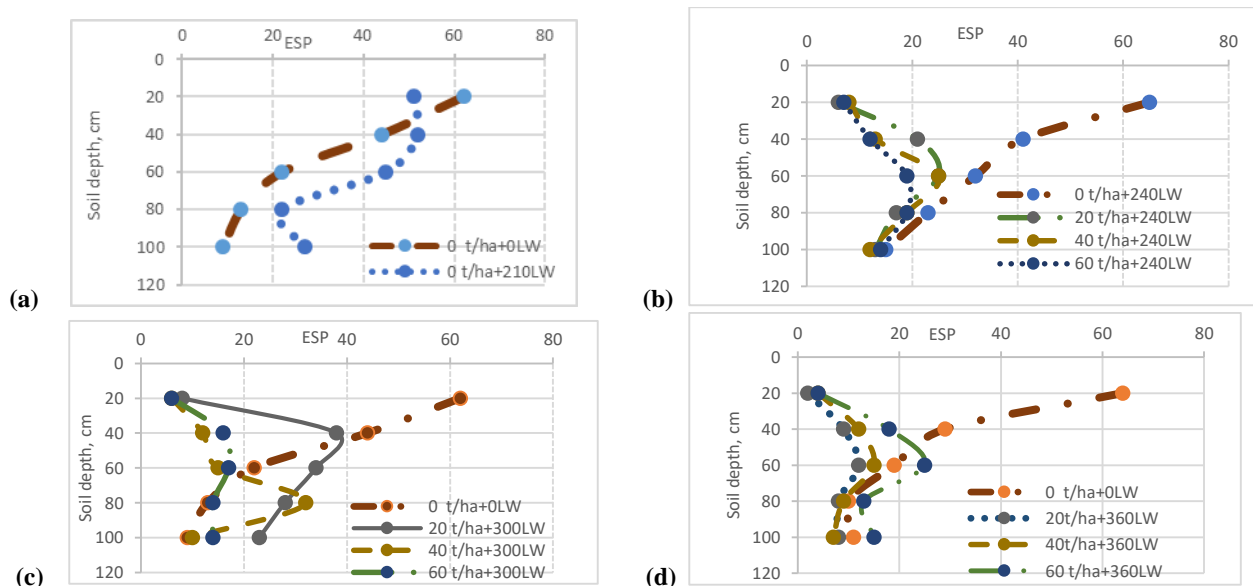 ESP
0 20 40 60 80
0
20
40
60
80
100
120
Soil depth, cm
0 t/ha+0LW
0 t/ha+210LW
(a)
ESP
0 20 40 60 80
0
20
40
60
80
100
120
Soil depth, cm
0 t/ha+240LW
20 t/ha+240LW
40 t/ha+240LW
60 t/ha+240LW
(b)
ESP
0 20 40 60 80
0
20
40
60
80
100
120
Soil depth, cm
0 t/ha+0LW
20 t/ha+300LW
40 t/ha+300LW
60 t/ha+300LW
(c)
ESP
0 20 40 60 80
0
20
40
60
80
100
120
Soil depth, cm
0 t/ha+0LW
20t/ha+360LW
40t/ha+360LW
60 t/ha+360LW
(d)